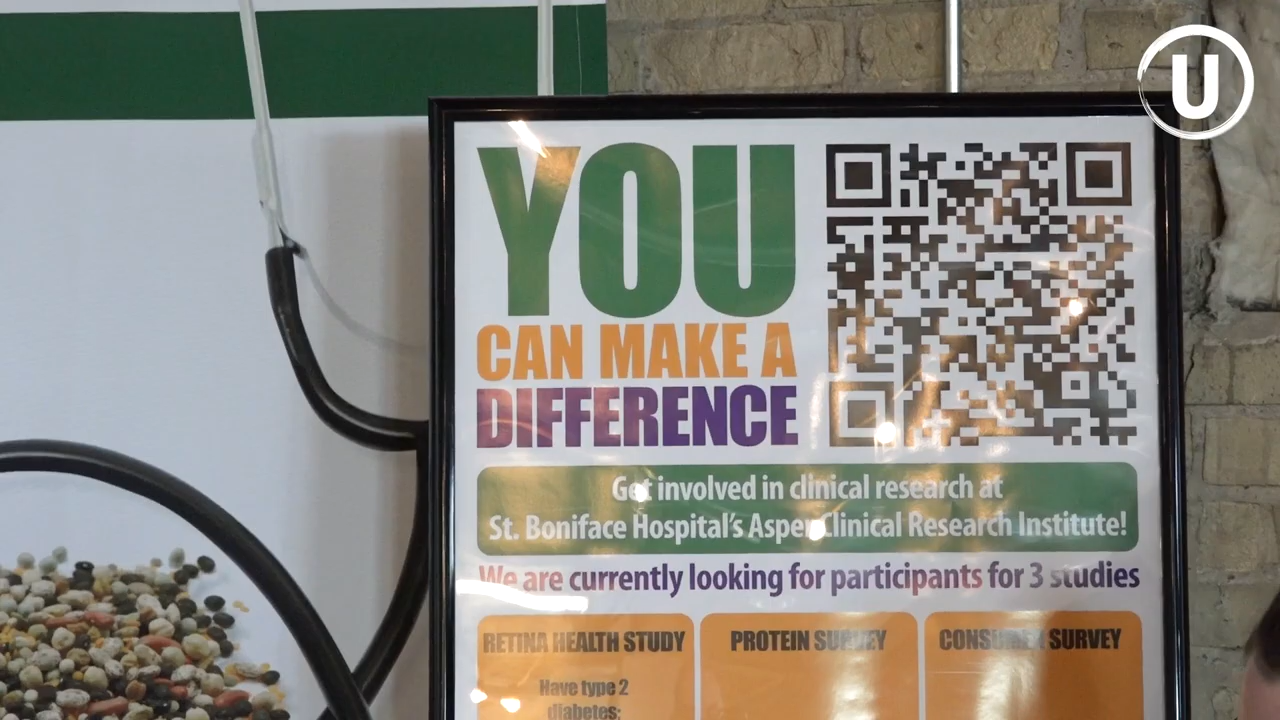 U
YOU
CAN MAKE A
DIFFERENCE
Get involved in clinical research at
St. Boniface Hospital's Asper Clinical Research Institute!
We are currently looking for participants for 3 studies
RETINA HEALTH STUDY
PROTEIN SURVEY
CONSUMER SURVEY
Have type 2
diabetes;